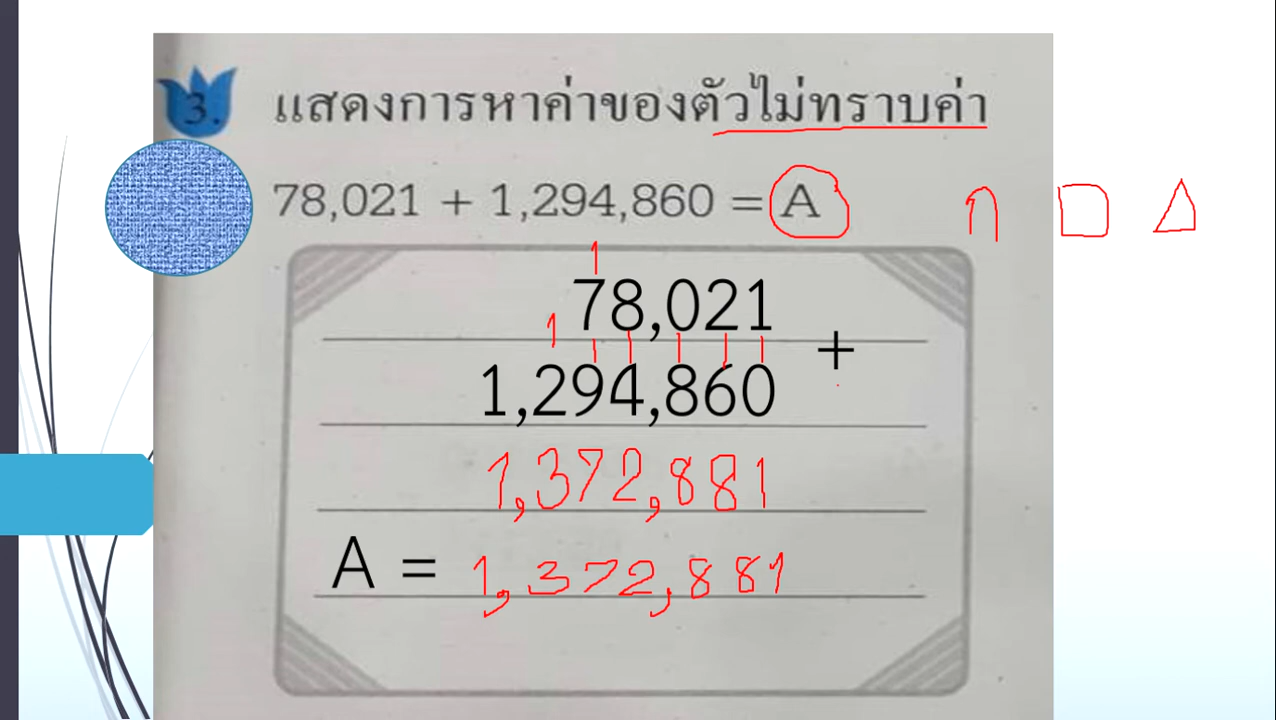 3. แสดงการหาค่าของตัวไม่ทราบค่า
78,021 + 1,294,860 = A ก □ △
1
78,021
1
+
1,294,860
1,372,881
A = 1,372,881